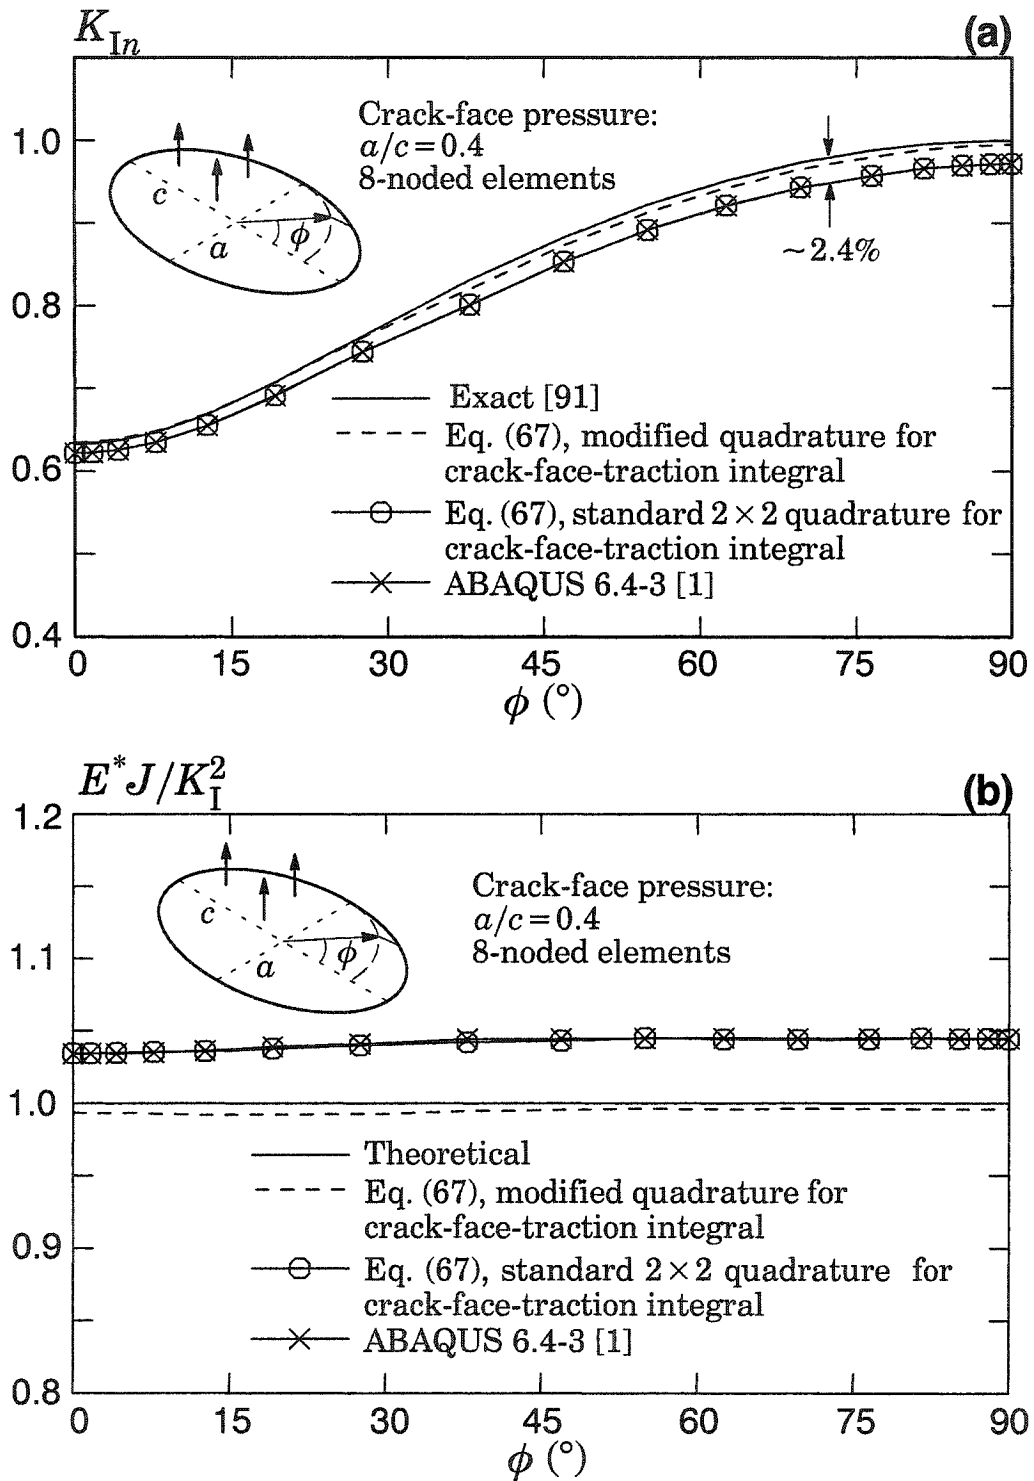 K_In
(a)
Crack-face pressure:
a/c = 0.4
8-noded elements
c
a
ϕ
~2.4%
Exact [91]
Eq. (67), modified quadrature for
crack-face-traction integral
Eq. (67), standard 2 × 2 quadrature for
crack-face-traction integral
ABAQUS 6.4-3 [1]
1.0
0.8
0.6
0.4
0 15 30 45 60 75 90
ϕ (°)
E*J/K_I^2
(b)
Crack-face pressure:
a/c = 0.4
8-noded elements
c
a
ϕ
Theoretical
Eq. (67), modified quadrature for
crack-face-traction integral
Eq. (67), standard 2 × 2 quadrature for
crack-face-traction integral
ABAQUS 6.4-3 [1]
1.2
1.1
1.0
0.9
0.8
0 15 30 45 60 75 90
ϕ (°)